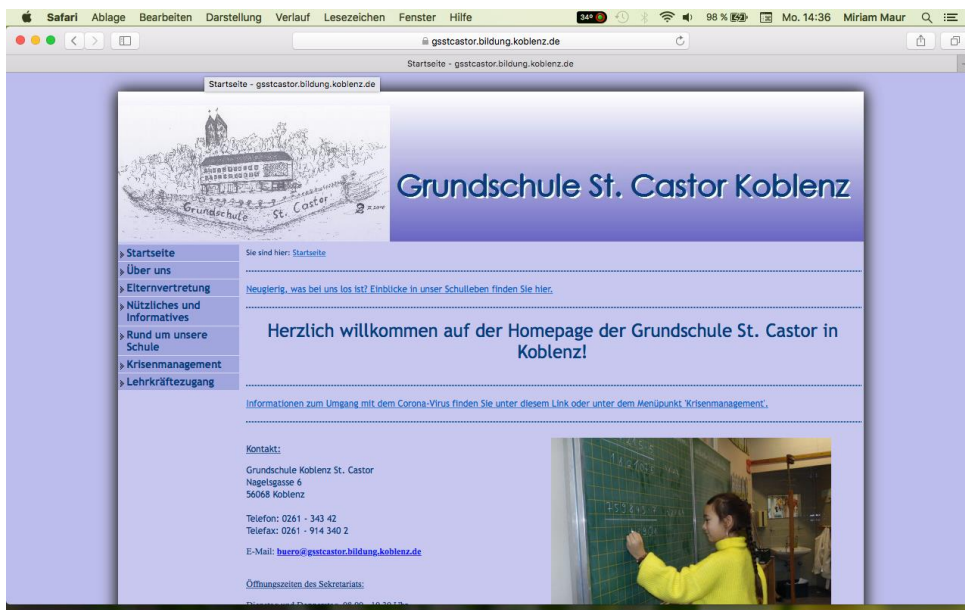 Safari Ablage Bearbeiten Darstellung Verlauf Lesezeichen Fenster Hilfe 34° 98 % Mo. 14:36 Miriam Maur
gsstcastor.bildung.koblenz.de
Startseite - gsstcastor.bildung.koblenz.de
Startseite - gsstcastor.bildung.koblenz.de
Grundschule St. Castor
Grundschule St. Castor Koblenz
Startseite
Über uns
Elternvertretung
Nützliches und
Informatives
Rund um unsere
Schule
Krisenmanagement
Lehrkräftezugang
Sie sind hier: Startseite
Neugierig, was bei uns los ist? Einblicke in unser Schulleben finden Sie hier.
Herzlich willkommen auf der Homepage der Grundschule St. Castor in
Koblenz!
Informationen zum Umgang mit dem Corona-Virus finden Sie unter diesem Link oder unter dem Menüpunkt 'Krisenmanagement'.
Kontakt:
Grundschule Koblenz St. Castor
Nagelsgasse 6
56068 Koblenz
Telefon: 0261 - 343 42
Telefax: 0261 - 914 340 2
E-Mail: buero@gsstcastor.bildung.koblenz.de
Öffnungszeiten des Sekretariats: